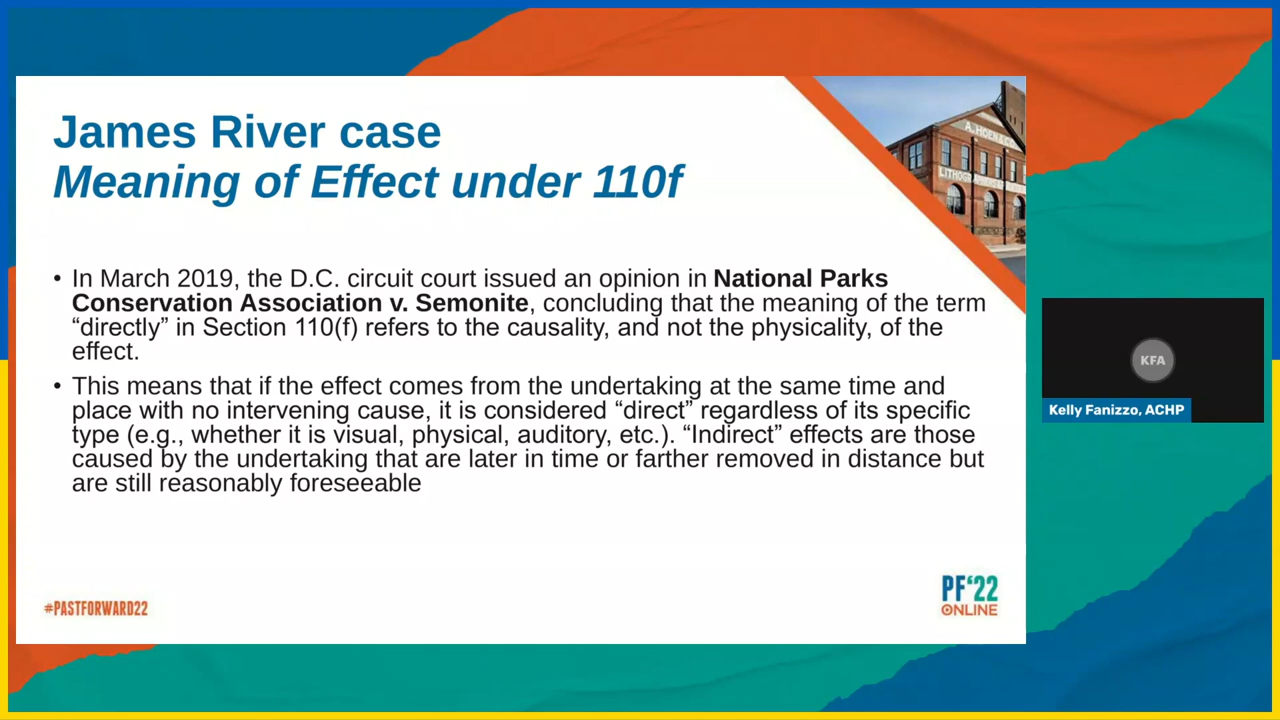 James River case
Meaning of Effect under 110f
A. HOEN & CO.
• In March 2019, the D.C. circuit court issued an opinion in National Parks
Conservation Association v. Semonite, concluding that the meaning of the term
“directly” in Section 110(f) refers to the causality, and not the physicality, of the
effect.
• This means that if the effect comes from the undertaking at the same time and
place with no intervening cause, it is considered “direct” regardless of its specific
type (e.g., whether it is visual, physical, auditory, etc.). “Indirect” effects are those
caused by the undertaking that are later in time or farther removed in distance but
are still reasonably foreseeable
KFA
Kelly Fanizzo, ACHP
#PASTFORWARD22
PF‘22
ONLINE